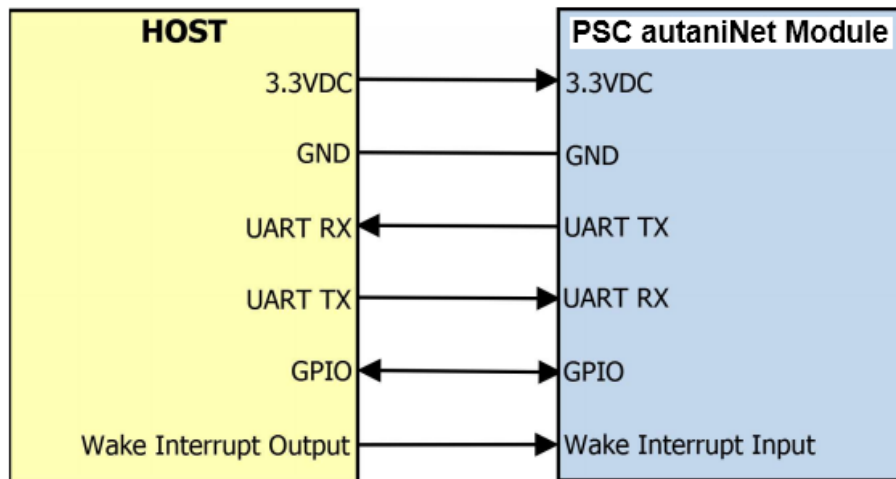 HOST
PSC autaniNet Module
3.3VDC
3.3VDC
GND
GND
UART RX
UART TX
UART TX
UART RX
GPIO
GPIO
Wake Interrupt Output
Wake Interrupt Input